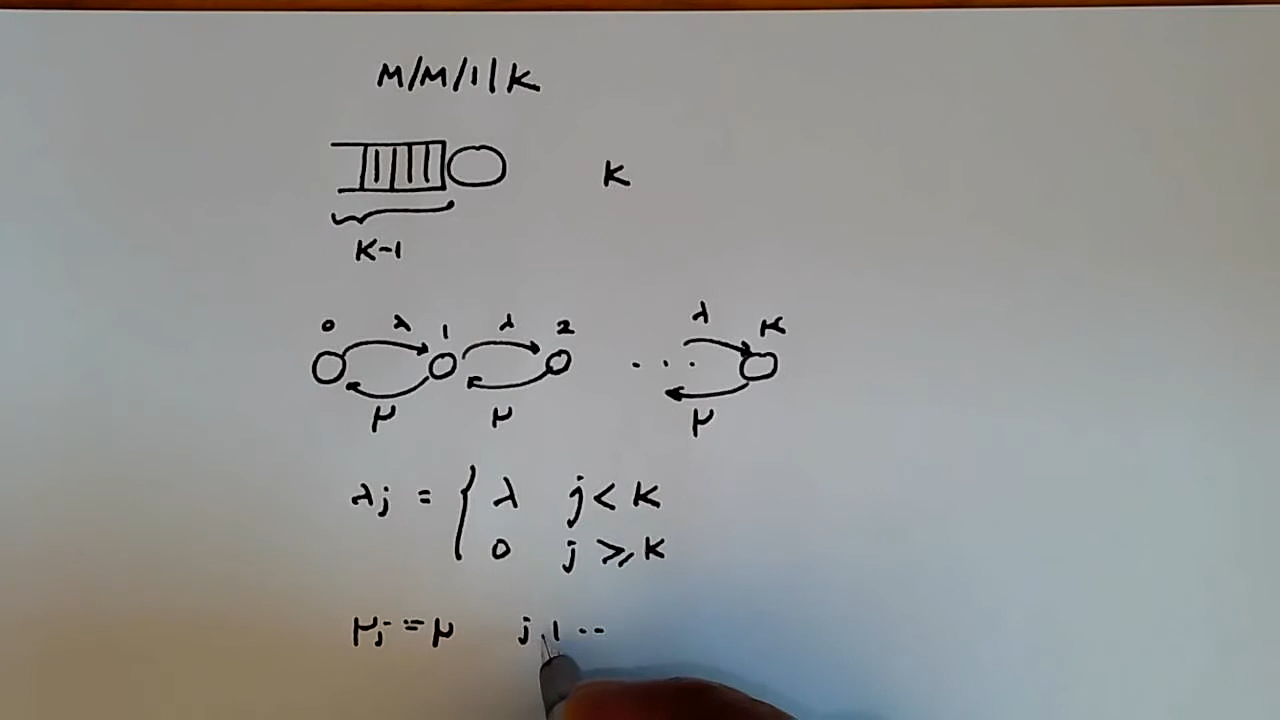 M/M/1/K
K
K-1
0 λ 1 λ 2 λ K
μ μ ... μ
λj = { λ j < K
0 j ≥ K
μj = μ j 1 --